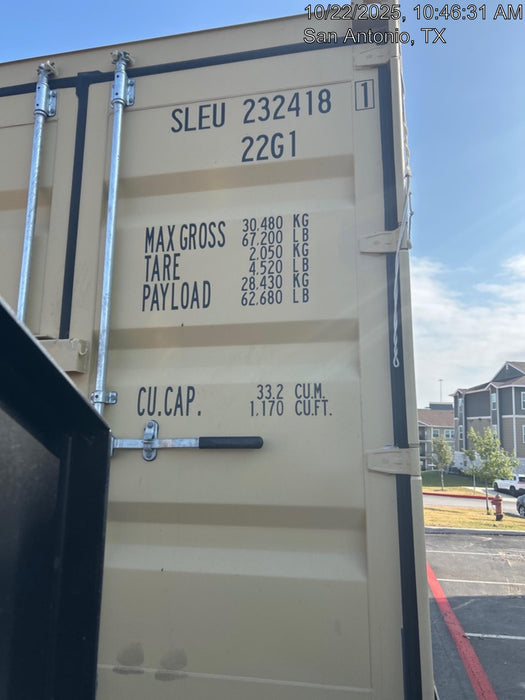 10/22/2025, 10:46:31 AM
San Antonio, TX
SLEU 232418 1
22G1
MAX GROSS 30.480 KG
67.200 LB
TARE 2.050 KG
4.520 LB
PAYLOAD 28.430 KG
62.680 LB
CU.CAP. 33.2 CU.M.
1.170 CU.FT.